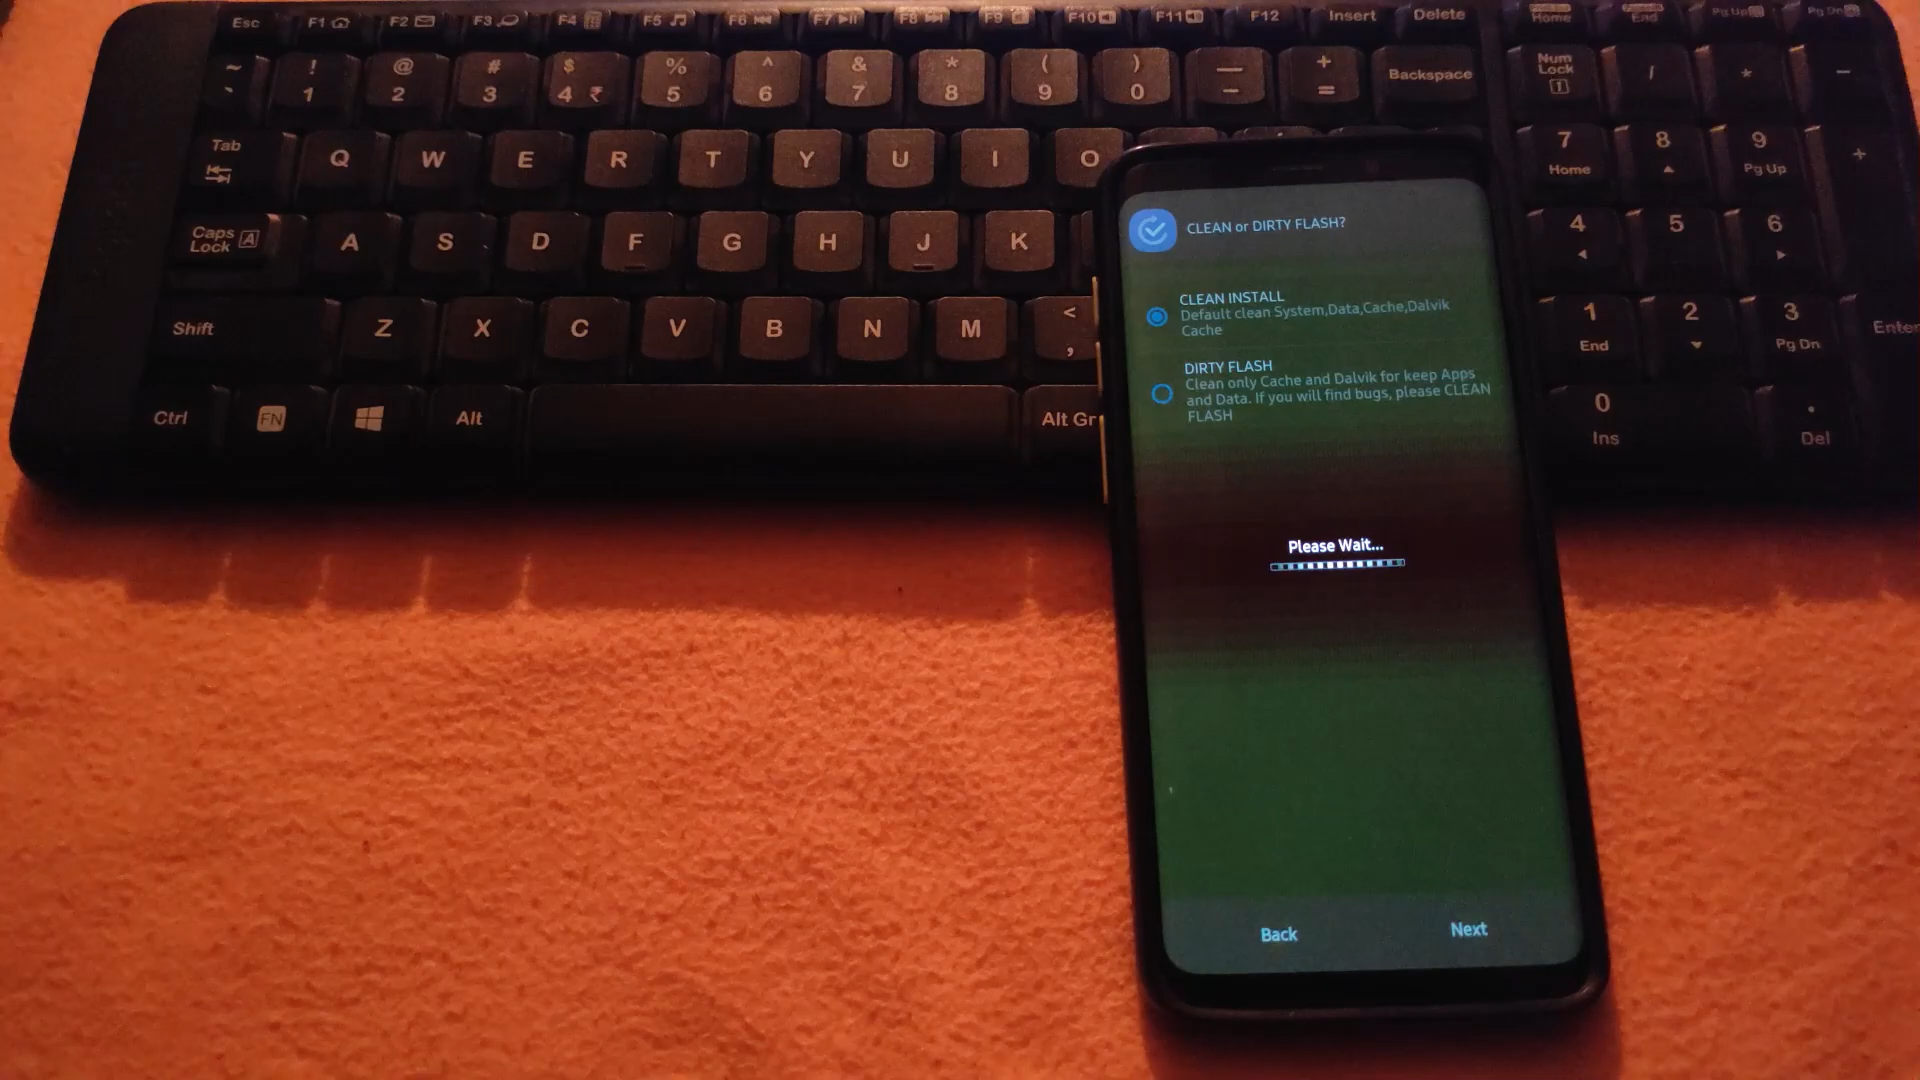 Esc F1 F2 F3 F4 F5 F6 F7 F8 F9 F10 F11 F12 Insert Delete Home End Pg Up Pg Dn
~ ! @ # $ % ^ & * ( ) — +
` 1 2 3 4 ₹ 5 6 7 8 9 0 - = Backspace
Num Lock / * -
Tab Q W E R T Y U I O
7 8 9 +
Home Pg Up
Caps Lock A A S D F G H J K
4 5 6
Shift Z X C V B N M < ,
1 2 3 Enter
End Pg Dn
Ctrl FN Alt Alt Gr
0 .
Ins Del
CLEAN or DIRTY FLASH?
CLEAN INSTALL
Default clean System,Data,Cache,Dalvik
Cache
DIRTY FLASH
Clean only Cache and Dalvik for keep Apps
and Data. If you will find bugs, please CLEAN
FLASH
Please Wait...
Back Next